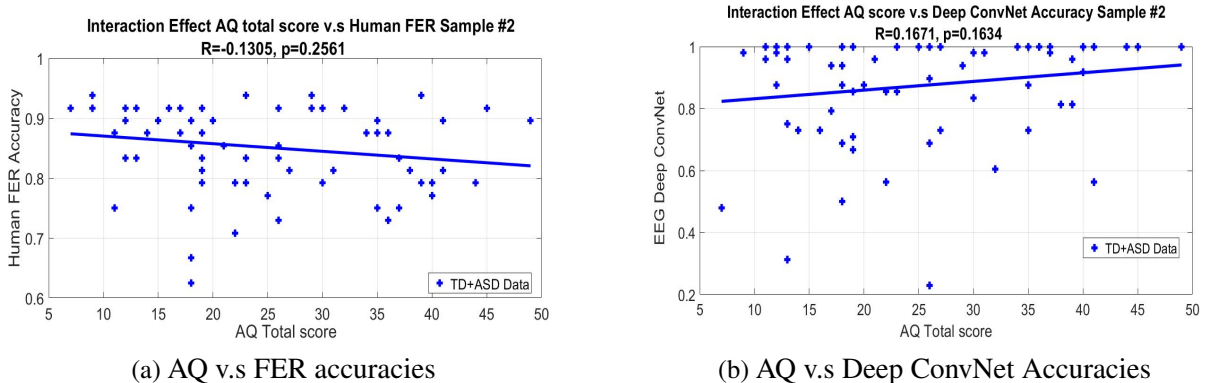 Interaction Effect AQ total score v.s Human FER Sample #2
R=-0.1305, p=0.2561
1
0.9
0.8
0.7
0.6
Human FER Accuracy
5 10 15 20 25 30 35 40 45 50
AQ Total score
TD+ASD Data
(a) AQ v.s FER accuracies
Interaction Effect AQ score v.s Deep ConvNet Accuracy Sample #2
R=0.1671, p=0.1634
1
0.8
0.6
0.4
0.2
EEG Deep ConvNet
5 10 15 20 25 30 35 40 45 50
AQ Total score
TD+ASD Data
(b) AQ v.s Deep ConvNet Accuracies